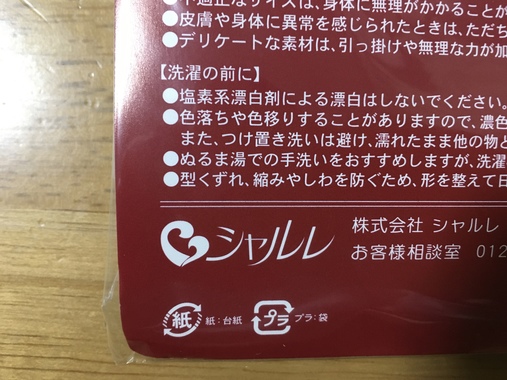 ●不適正なサイズは、身体に無理がかかることが
●皮膚や身体に異常を感じられたときは、ただち
●デリケートな素材は、引っ掛けや無理な力が加
【洗濯の前に】
●塩素系漂白剤による漂白はしないでください。
●色落ちや色移りすることがありますので、濃色
また、つけ置き洗いは避け、濡れたまま他の物と
●ぬるま湯での手洗いをおすすめしますが、洗濯
●型くずれ、縮みやしわを防ぐため、形を整えて日
シャルレ
株式会社 シャルレ
お客様相談室 012
紙 紙：台紙 プラ プラ：袋